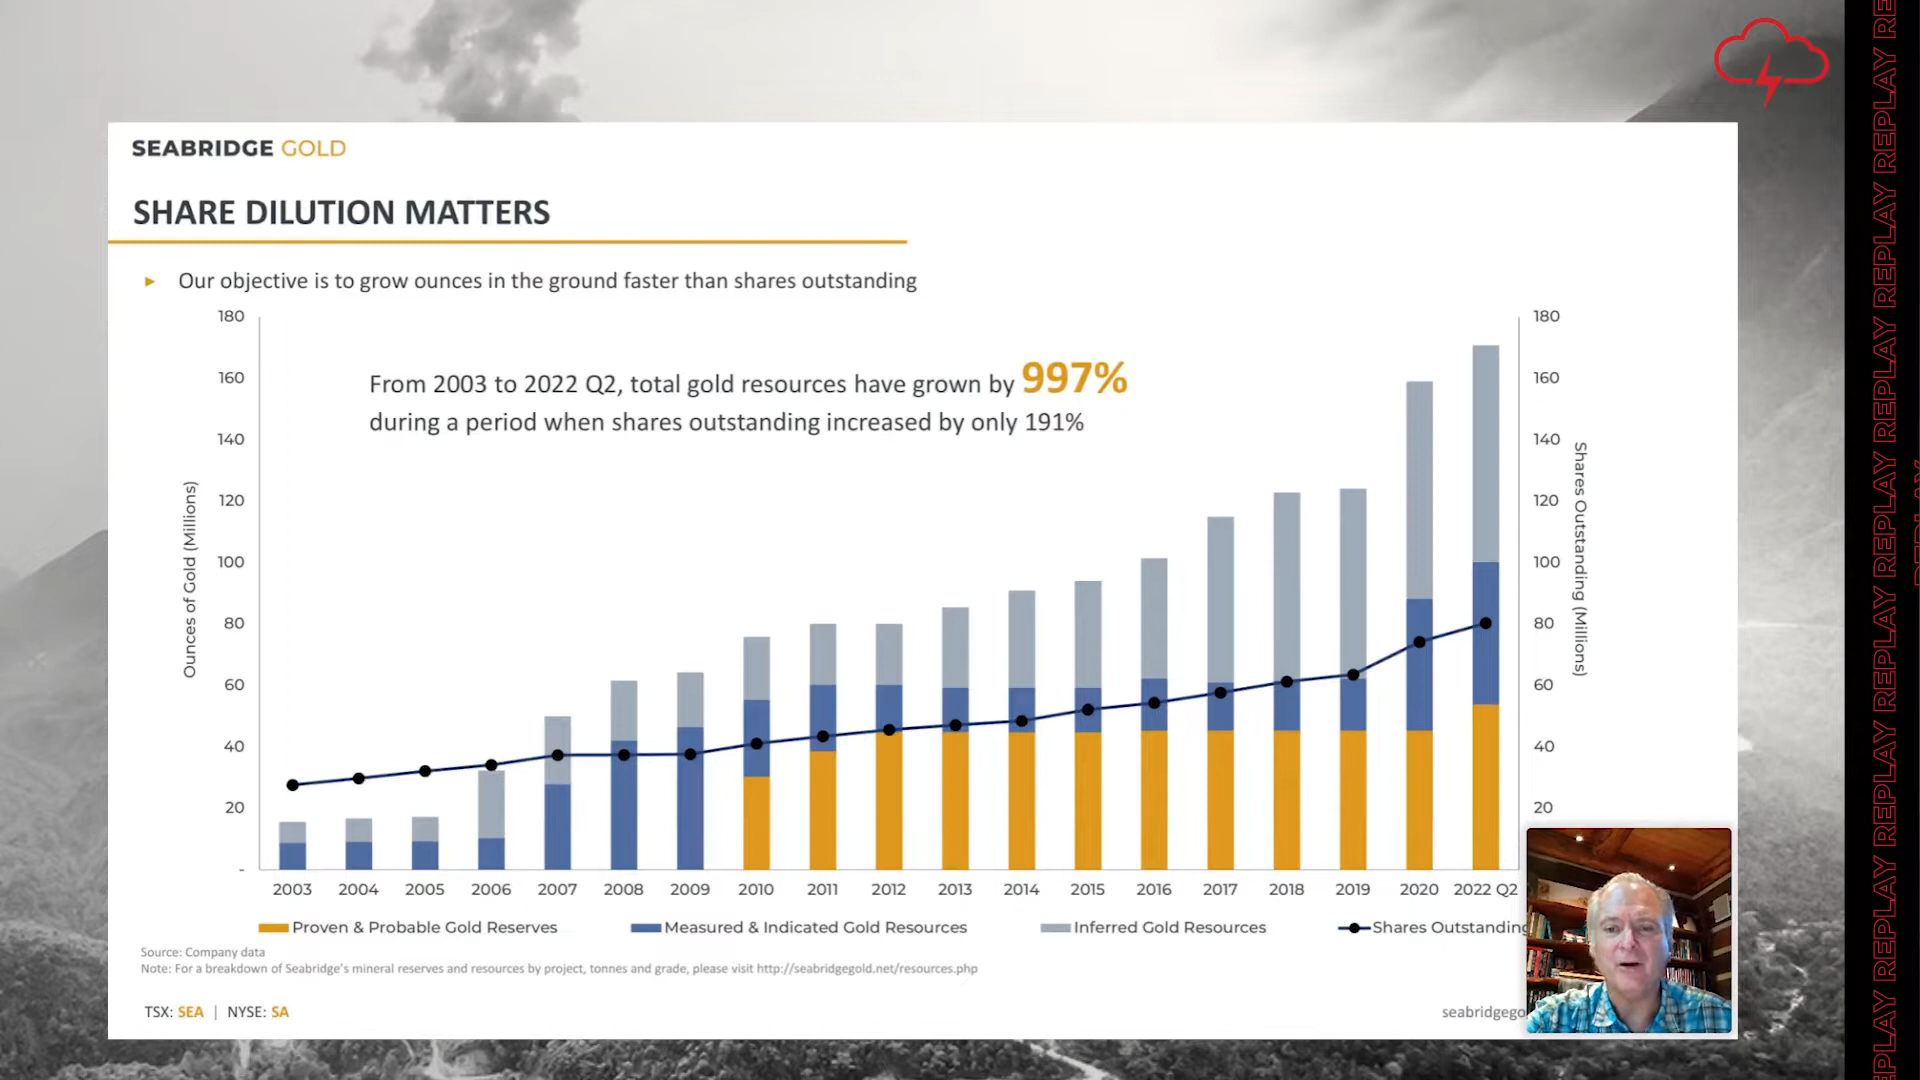 SEABRIDGE GOLD
SHARE DILUTION MATTERS
▸ Our objective is to grow ounces in the ground faster than shares outstanding
From 2003 to 2022 Q2, total gold resources have grown by 997%
during a period when shares outstanding increased by only 191%
Ounces of Gold (Millions)
180
160
140
120
100
80
60
40
20
-
180
160
140
120
100
80
60
40
20
Shares Outstanding (Millions)
2003 2004 2005 2006 2007 2008 2009 2010 2011 2012 2013 2014 2015 2016 2017 2018 2019 2020 2022 Q2
Proven & Probable Gold Reserves Measured & Indicated Gold Resources Inferred Gold Resources Shares Outstanding
Source: Company data
Note: For a breakdown of Seabridge's mineral reserves and resources by project, tonnes and grade, please visit http://seabridgegold.net/resources.php
TSX: SEA | NYSE: SA
seabridgego
REPLAY REPLAY REPLAY REPLAY REPLAY REPLAY REPLAY REPLAY